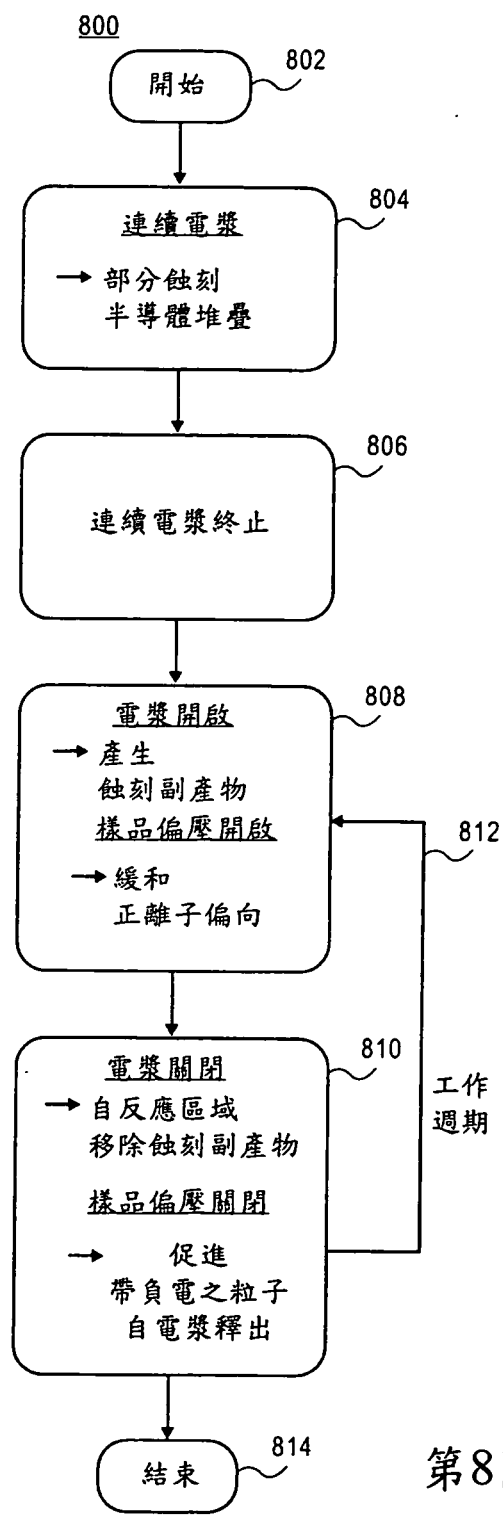 800
開始
802
連續電漿
804
→ 部分蝕刻
半導體堆疊
806
連續電漿終止
電漿開啟
808
→ 產生
蝕刻副產物
樣品偏壓開啟
→ 緩和
正離子偏向
812
電漿關閉
810
→ 自反應區域
移除蝕刻副產物
工作
週期
樣品偏壓關閉
→ 促進
帶負電之粒子
自電漿釋出
結束
814
第8